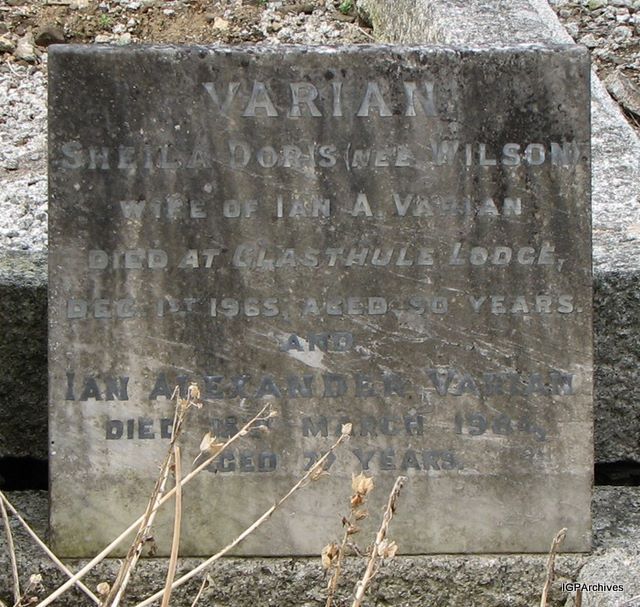 VARIAN
SHEILA DORIS (NEE WILSON)
WIFE OF IAN A. VARIAN
DIED AT GLASTHULE LODGE,
DEC. 1ST 1965, AGED 50 YEARS.
AND
IAN ALEXANDER VARIAN
DIED MARCH
AGED 77 YEARS.
IGPArchives